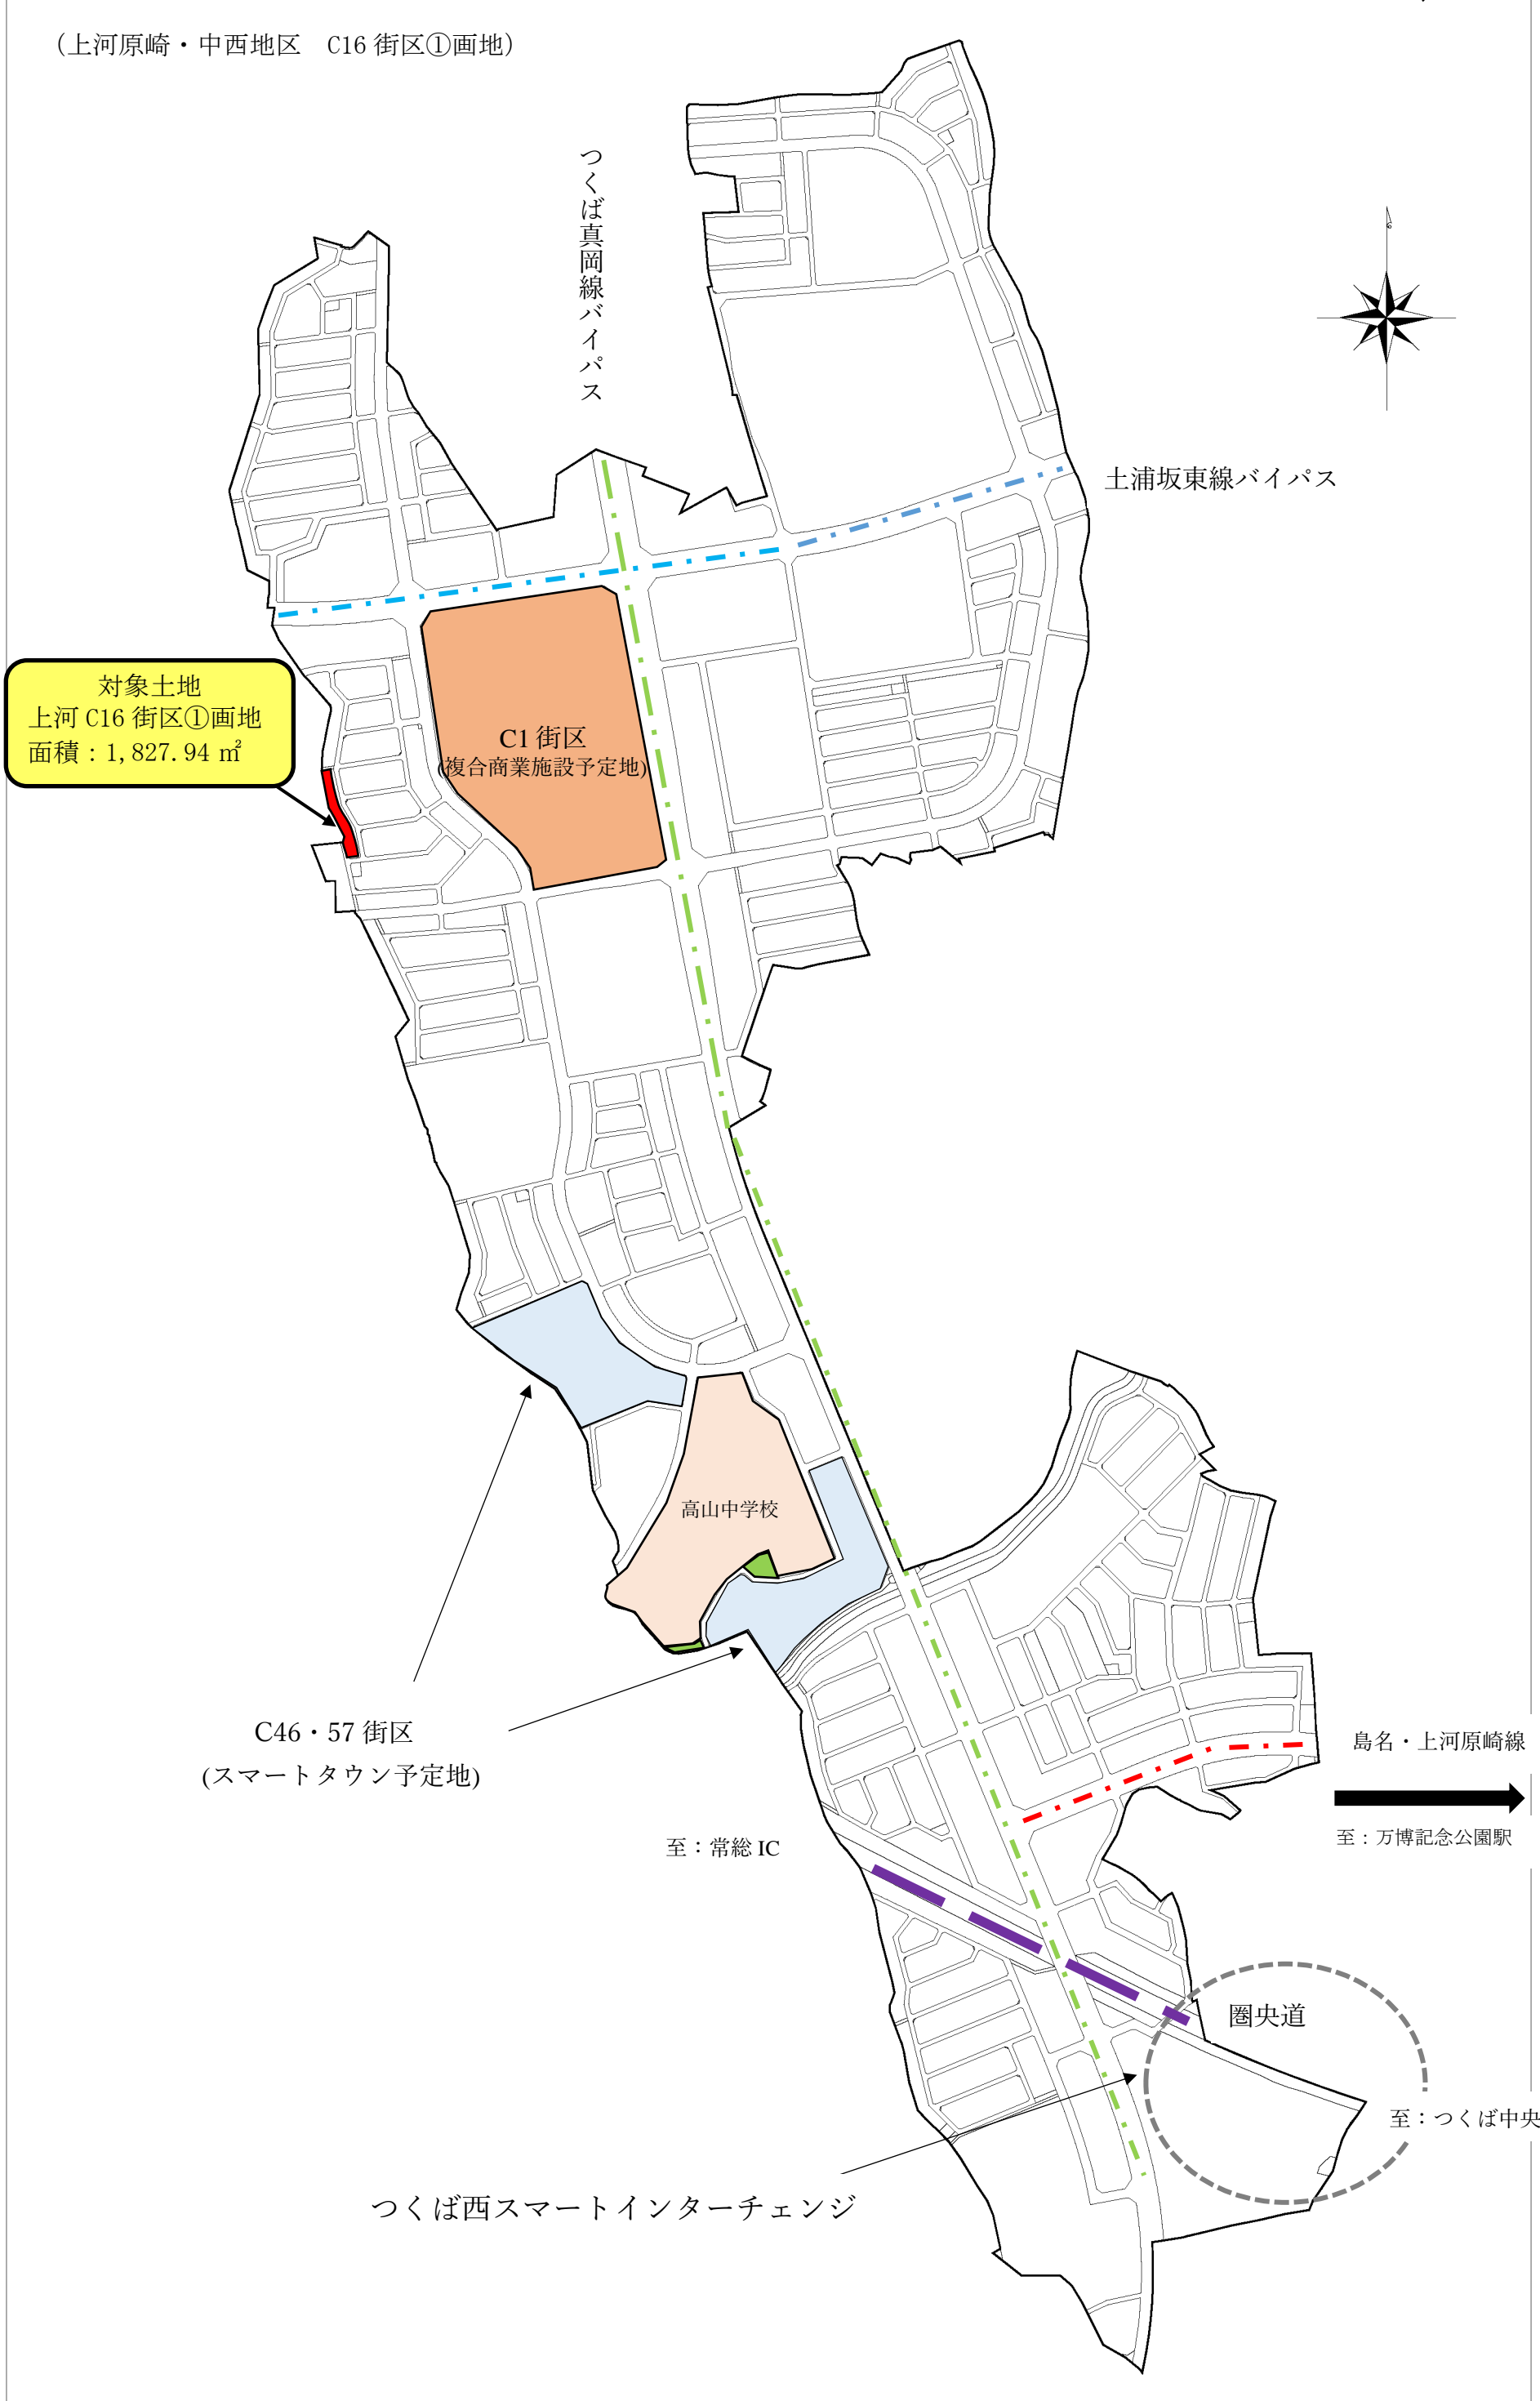 （上河原崎・中西地区　C16 街区①画地）
つくば真岡線バイパス
土浦坂東線バイパス
対象土地
上河 C16 街区①画地
面積：1,827.94 ㎡
C1 街区
(複合商業施設予定地)
高山中学校
C46・57 街区
(スマートタウン予定地)
島名・上河原崎線
至：万博記念公園駅
至：常総 IC
圏央道
至：つくば中央
つくば西スマートインターチェンジ